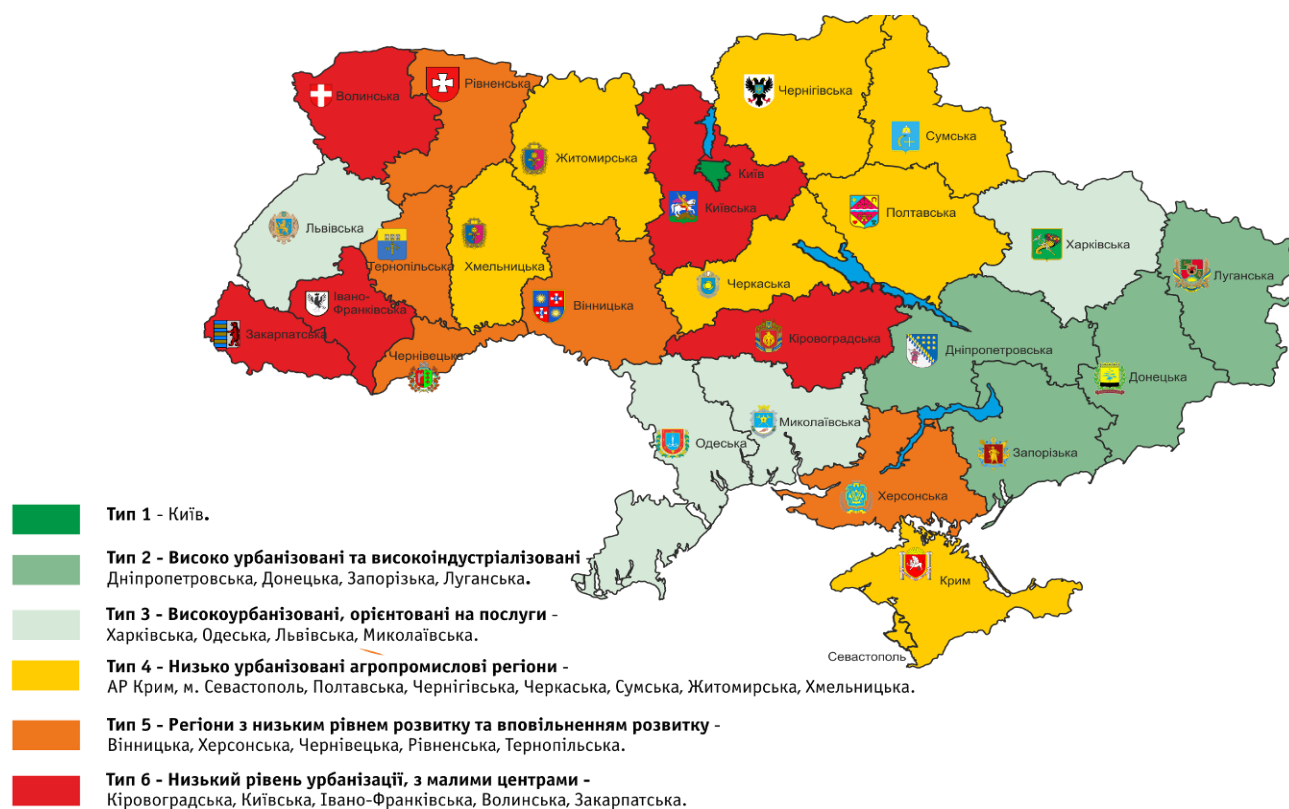 Волинська
Рівненська
Чернігівська
Сумська
Житомирська
Київ
Київська
Полтавська
Львівська
Тернопільська
Хмельницька
Черкаська
Харківська
Луганська
Івано-
Франківська
Закарпатська
Чернівецька
Вінницька
Кіровоградська
Дніпропетровська
Донецька
Одеська
Миколаївська
Запорізька
Херсонська
Крим
Севастополь
Тип 1 - Київ.
Тип 2 - Високо урбанізовані та високоіндустріалізовані -
Дніпропетровська, Донецька, Запорізька, Луганська.
Тип 3 - Високоурбанізовані, орієнтовані на послуги -
Харківська, Одеська, Львівська, Миколаївська.
Тип 4 - Низько урбанізовані агропромислові регіони -
АР Крим, м. Севастополь, Полтавська, Чернігівська, Черкаська, Сумська, Житомирська, Хмельницька.
Тип 5 - Регіони з низьким рівнем розвитку та вповільненням розвитку -
Вінницька, Херсонська, Чернівецька, Рівненська, Тернопільська.
Тип 6 - Низький рівень урбанізації, з малими центрами -
Кіровоградська, Київська, Івано-Франківська, Волинська, Закарпатська.